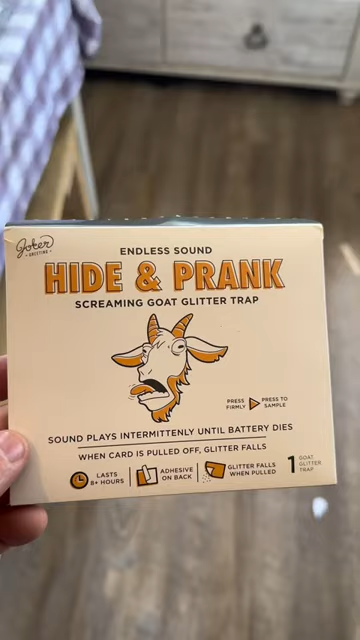 Joker
GREETING
ENDLESS SOUND
HIDE & PRANK
SCREAMING GOAT GLITTER TRAP
PRESS FIRMLY
PRESS TO SAMPLE
SOUND PLAYS INTERMITTENLY UNTIL BATTERY DIES
WHEN CARD IS PULLED OFF, GLITTER FALLS
LASTS
8+ HOURS
ADHESIVE
ON BACK
GLITTER FALLS
WHEN PULLED
1
GOAT
GLITTER
TRAP